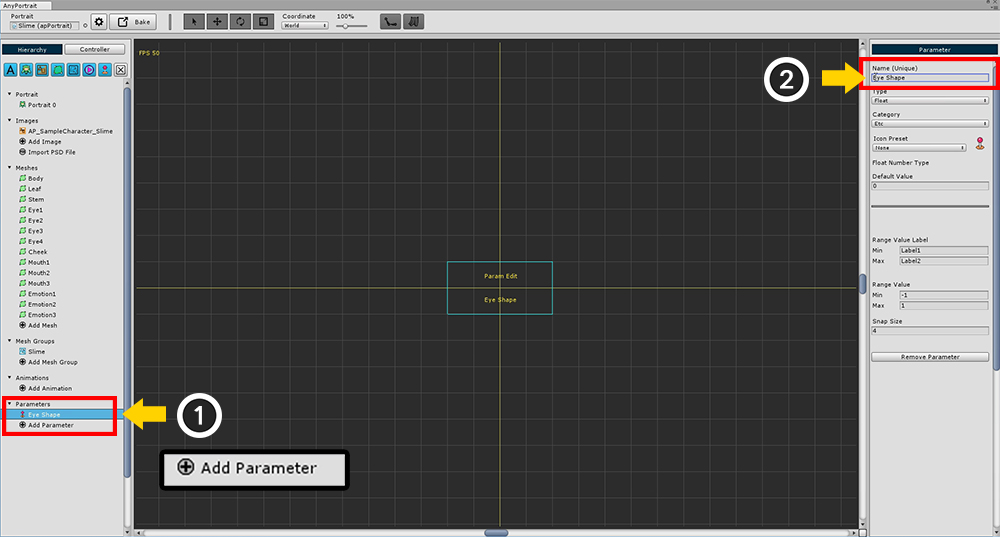 AnyPortrait
Portrait
Slime (apPortrait)
Bake
Coordinate
World
100%
Hierarchy
Controller
A
Portrait
Portrait 0
Images
AP_SampleCharacter_Slime
Add Image
Import PSD File
Meshes
Body
Leaf
Stem
Eye1
Eye2
Eye3
Eye4
Cheek
Mouth1
Mouth2
Mouth3
Emotion1
Emotion2
Emotion3
Add Mesh
Mesh Groups
Slime
Add Mesh Group
Animations
Add Animation
Parameters
Eye Shape
Add Parameter
1
Add Parameter
FPS 50
Param Edit
Eye Shape
2
Parameter
Name (Unique)
Eye Shape
Type
Float
Category
Etc
Icon Preset
None
Float Number Type
Default Value
0
Range Value Label
Min Label1
Max Label2
Range Value
Min -1
Max 1
Snap Size
4
Remove Parameter